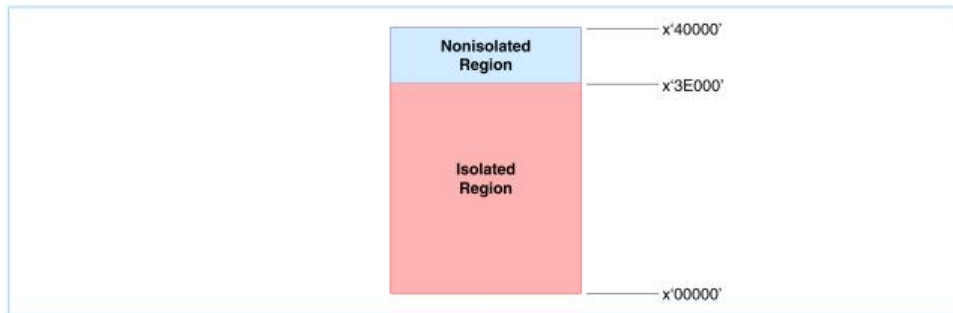 Nonisolated
Region
x‘40000’
x‘3E000’
Isolated
Region
x‘00000’